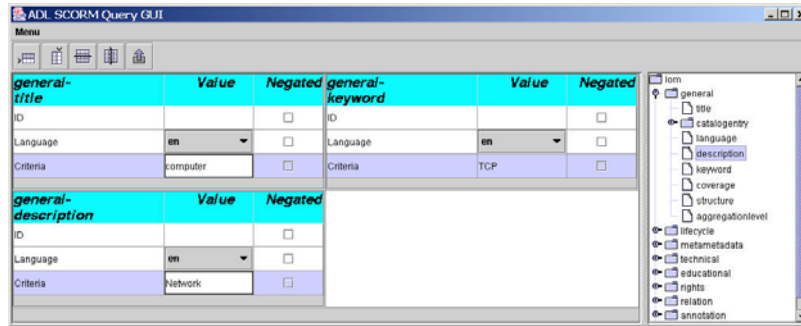 ADL SCORM Query GUI
Menu
general-title Value Negated
ID
Language en
Criteria computer
general-keyword Value Negated
ID
Language en
Criteria TCP
general-description Value Negated
ID
Language en
Criteria Network
lom
general
title
catalogentry
language
description
keyword
coverage
structure
aggregationlevel
lifecycle
metametadata
technical
educational
rights
relation
annotation